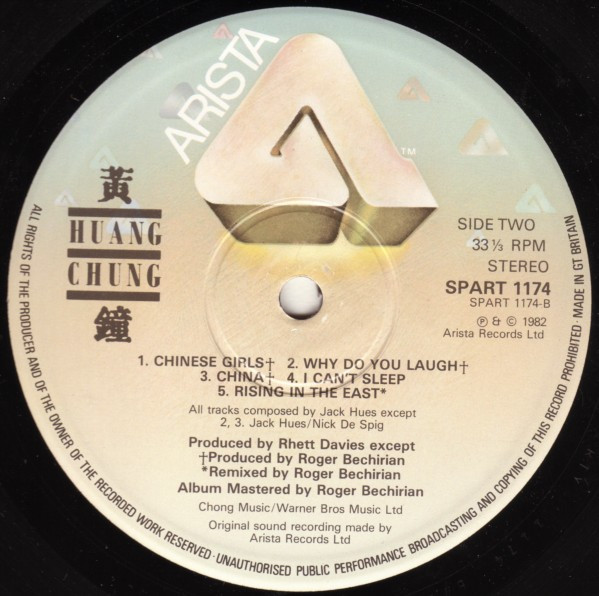 ARISTA
TM
黃
HUANG
CHUNG
鐘
SIDE TWO
33⅓ RPM
STEREO
SPART 1174
SPART 1174-B
Ⓟ & © 1982
Arista Records Ltd
1. CHINESE GIRLS† 2. WHY DO YOU LAUGH†
3. CHINA† 4. I CAN'T SLEEP
5. RISING IN THE EAST*
All tracks composed by Jack Hues except
2, 3. Jack Hues/Nick De Spig
Produced by Rhett Davies except
†Produced by Roger Bechirian
*Remixed by Roger Bechirian
Album Mastered by Roger Bechirian
Chong Music/Warner Bros Music Ltd
Original sound recording made by
Arista Records Ltd
ALL RIGHTS OF THE PRODUCER AND OF THE OWNER OF THE RECORDED WORK RESERVED · UNAUTHORISED PUBLIC PERFORMANCE BROADCASTING AND COPYING OF THIS RECORD PROHIBITED · MADE IN GT BRITAIN